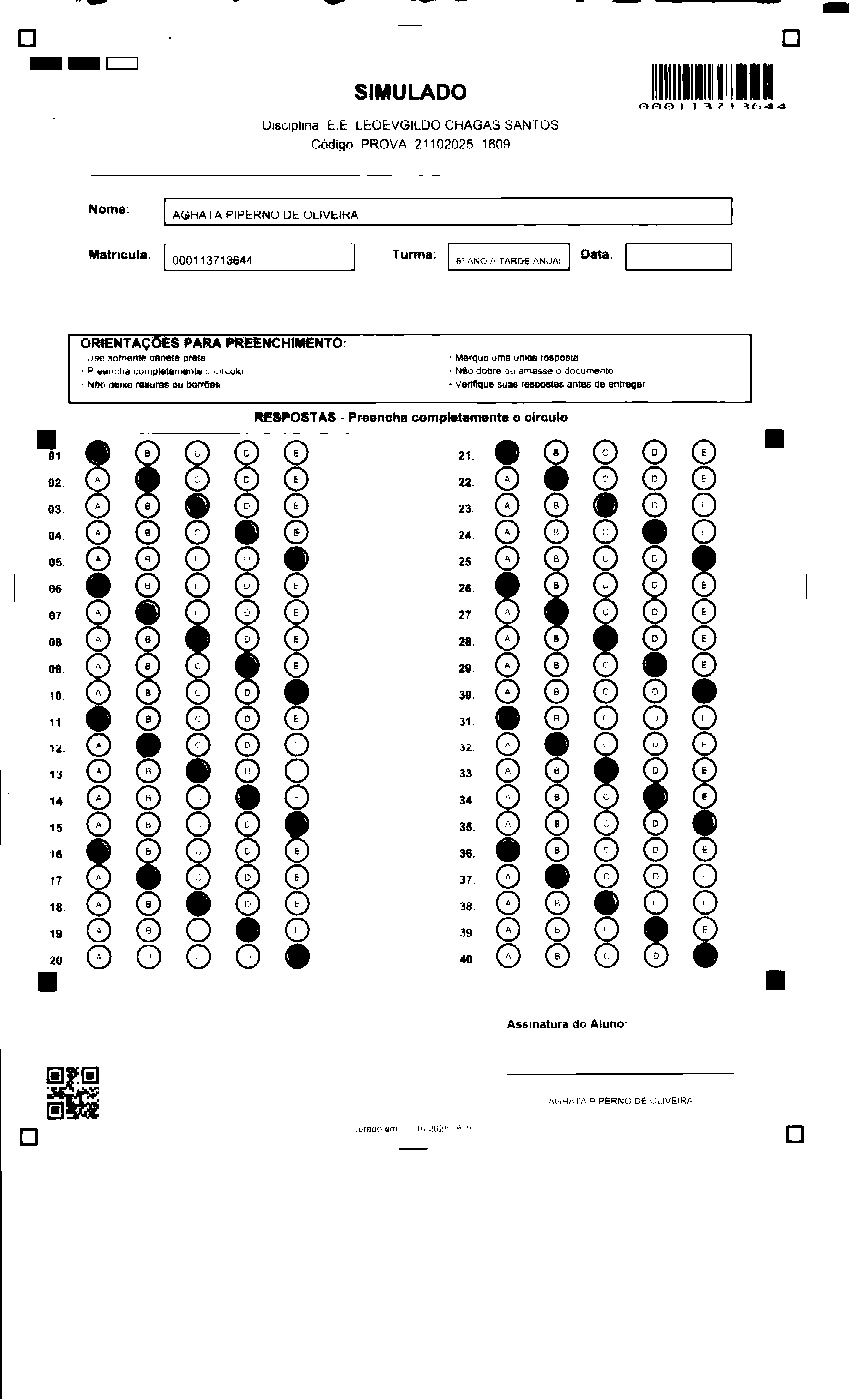 SIMULADO
000113713644
Disciplina E.E LEOEVGILDO CHAGAS SANTOS
Código PROVA 21102025 1609
Nome: AGHATA PIPERNO DE OLIVEIRA
Matrícula. 000113713644 Turma: 6º ANO A TARDE ANUAL Data.
ORIENTAÇÕES PARA PREENCHIMENTO:
Use somente caneta preta
· Preencha completamente o círculo
· Não deixe rasuras ou borrões
· Marque uma única resposta
· Não dobre ou amasse o documento
· Verifique suas respostas antes de entregar
RESPOSTAS - Preencha completamente o círculo
01 B C D E
02. A C D E
03. A B D E
04. A B C E
05. A B C D
06 B C D E
07 A C D E
08 A B D E
09. A B C E
10. A B C D
11 B C D E
12. A C D
13 A B D
14 A B E
15 A B D
16 B C D E
17 A C D E
18. A B D E
19 A B E
20 A
21. B C D E
22. A C D E
23. A B D E
24. A B C E
25 A B C D
26. B C D E
27. A C D E
28. A B D E
29. A B C E
30. A B C D
31. B C D E
32. A C D E
33 A B D E
34 A B C E
35. A B C D
36. B C D E
37. A C D E
38. A B D E
39 A B C E
40 A B C D
Assinatura do Aluno:
AGHATA PIPERNO DE OLIVEIRA